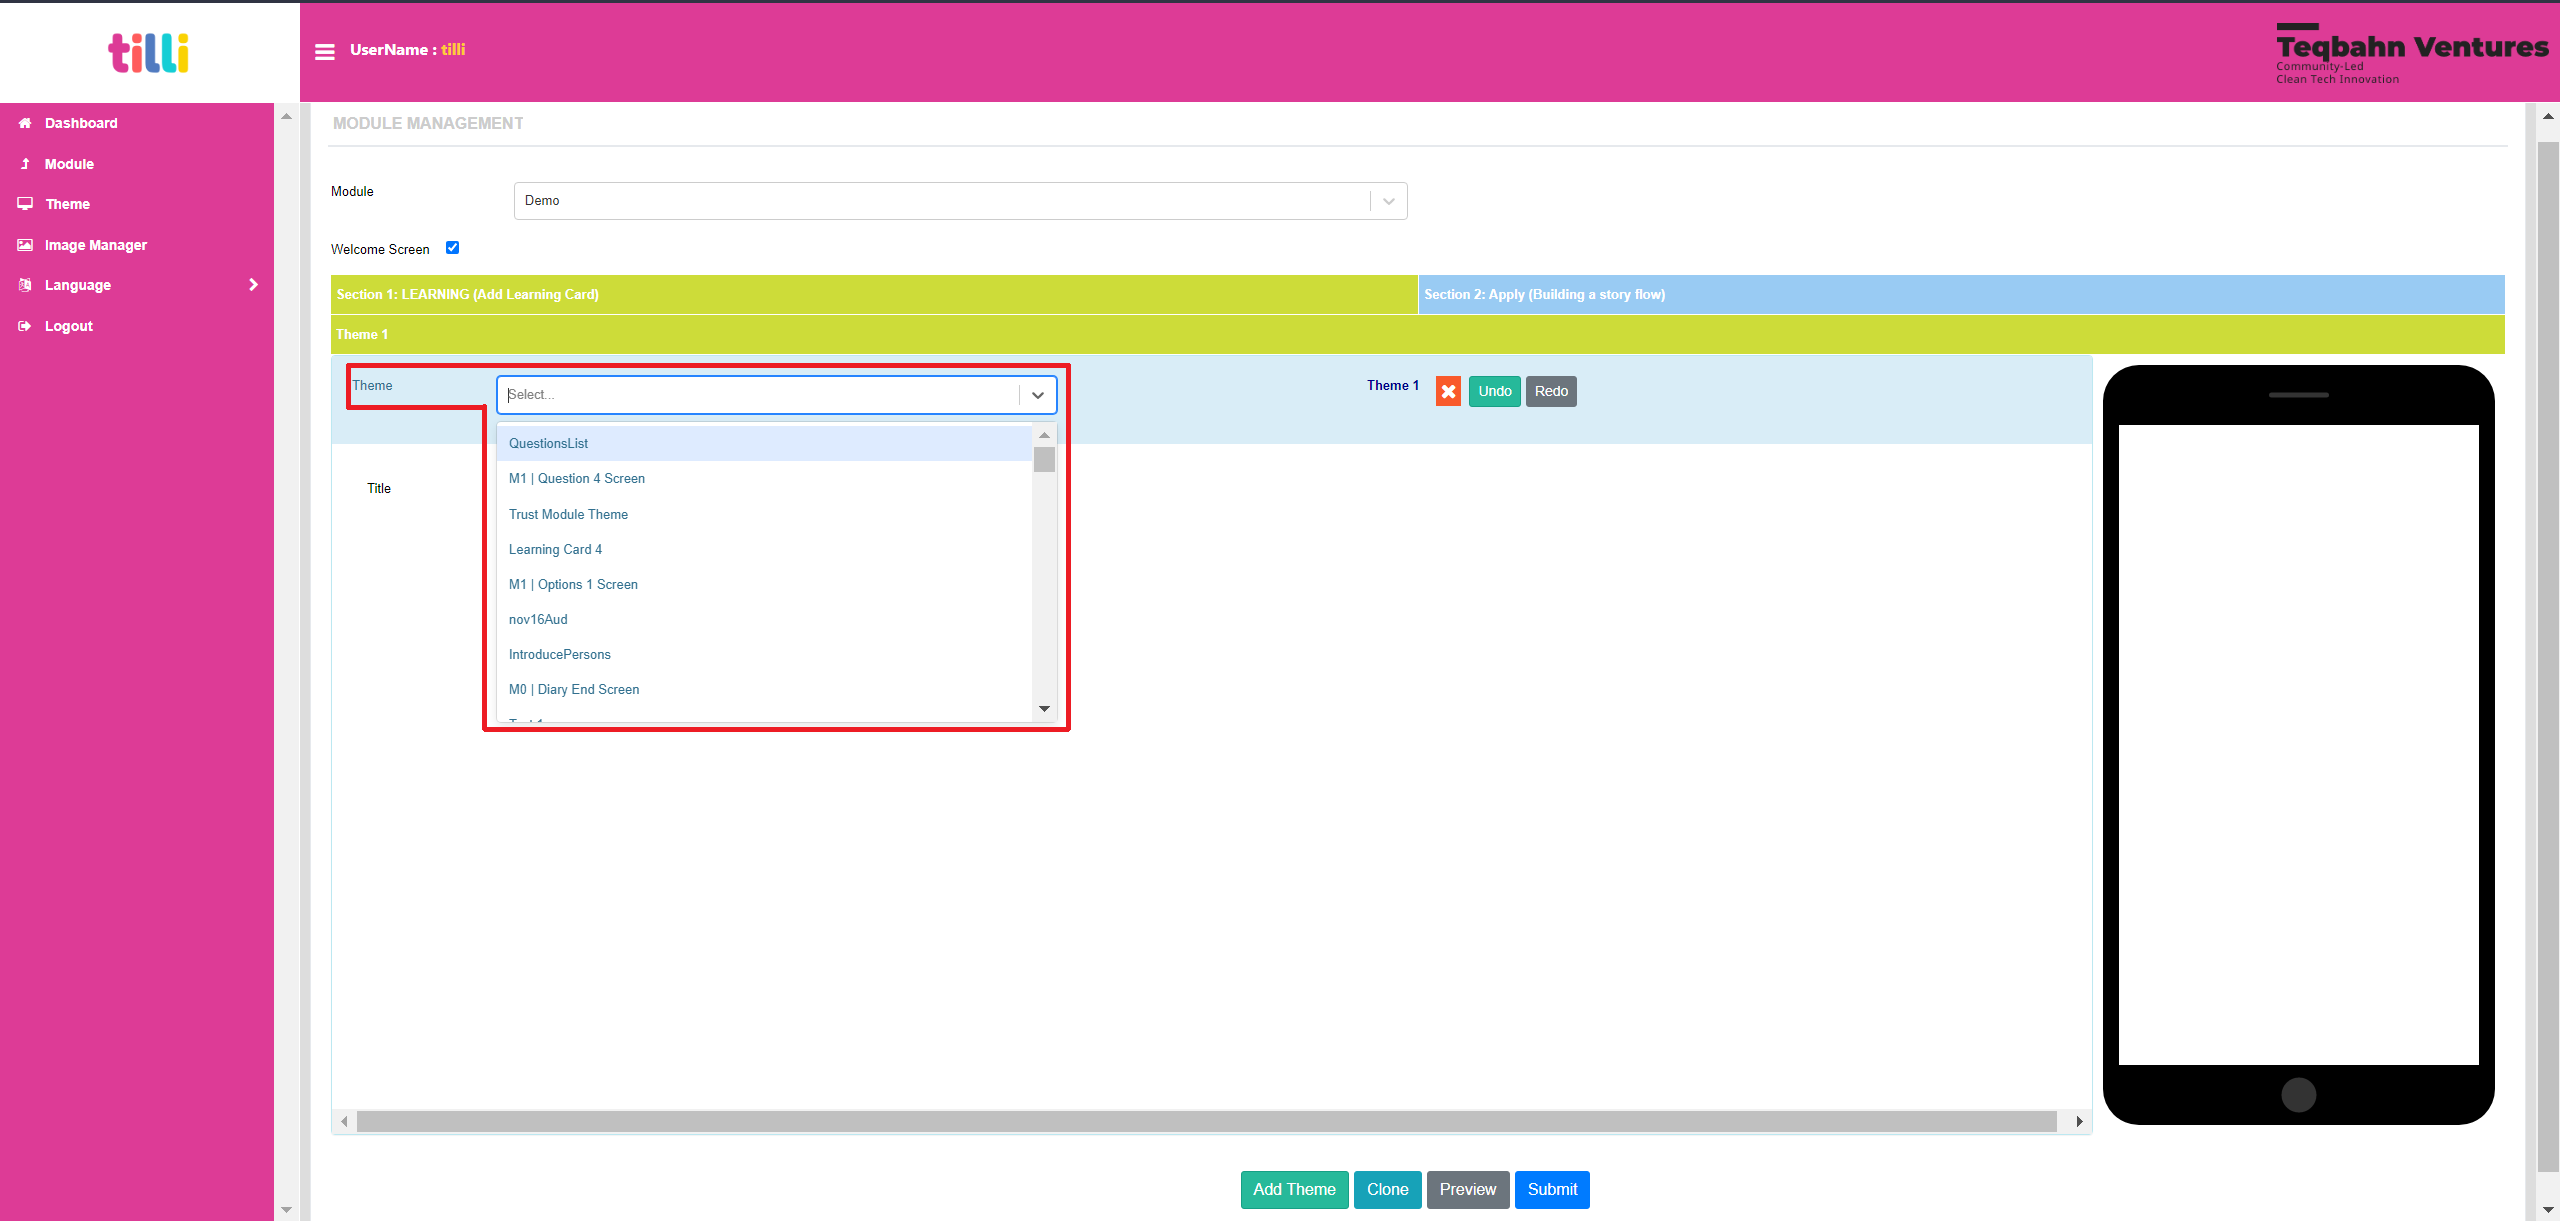 tilli
UserName : tilli
Teqbahn Ventures
Community-Led
Clean Tech Innovation
Dashboard
Module
Theme
Image Manager
Language
Logout
MODULE MANAGEMENT
Module
Demo
Welcome Screen
Section 1: LEARNING (Add Learning Card)
Section 2: Apply (Building a story flow)
Theme 1
Theme
Select...
Theme 1
Undo
Redo
QuestionsList
M1 | Question 4 Screen
Title
Trust Module Theme
Learning Card 4
M1 | Options 1 Screen
nov16Aud
IntroducePersons
M0 | Diary End Screen
Add Theme
Clone
Preview
Submit